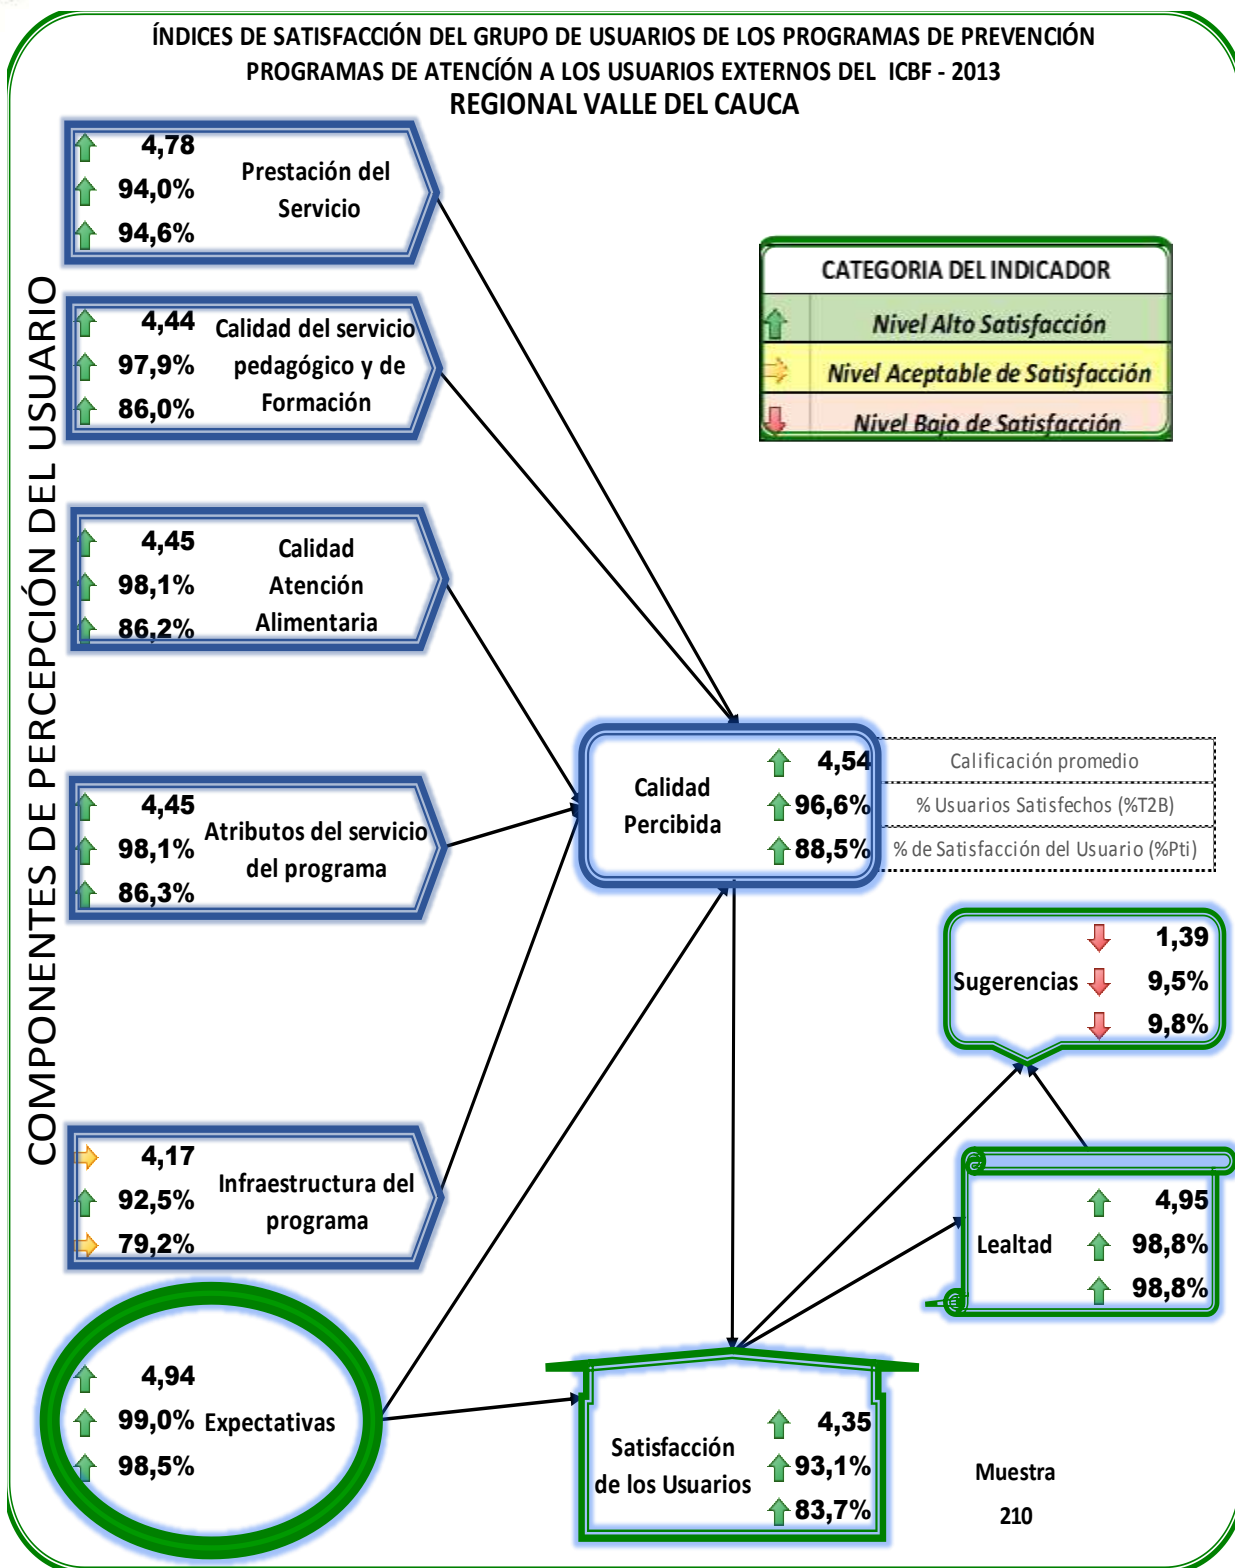 ÍNDICES DE SATISFACCIÓN DEL GRUPO DE USUARIOS DE LOS PROGRAMAS DE PREVENCIÓN
PROGRAMAS DE ATENCÍÓN A LOS USUARIOS EXTERNOS DEL ICBF - 2013
REGIONAL VALLE DEL CAUCA
COMPONENTES DE PERCEPCIÓN DEL USUARIO
4,78
94,0%
94,6%
Prestación del
Servicio
CATEGORIA DEL INDICADOR
Nivel Alto Satisfacción
Nivel Aceptable de Satisfacción
Nivel Bajo de Satisfacción
4,44
97,9%
86,0%
Calidad del servicio
pedagógico y de
Formación
4,45
98,1%
86,2%
Calidad
Atención
Alimentaria
4,45
98,1%
86,3%
Atributos del servicio
del programa
Calidad
Percibida
4,54
96,6%
88,5%
Calificación promedio
% Usuarios Satisfechos (%T2B)
% de Satisfacción del Usuario (%Pti)
Sugerencias
1,39
9,5%
9,8%
4,17
92,5%
79,2%
Infraestructura del
programa
Lealtad
4,95
98,8%
98,8%
4,94
99,0%
98,5%
Expectativas
Satisfacción
de los Usuarios
4,35
93,1%
83,7%
Muestra
210